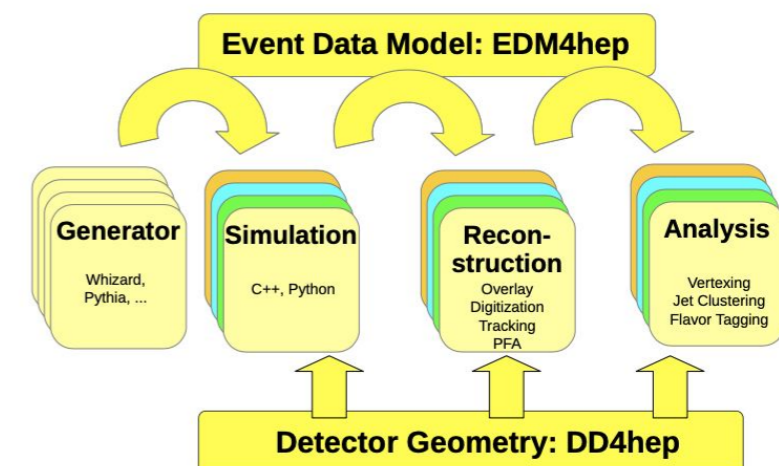 Event Data Model: EDM4hep
Generator
Whizard,
Pythia, ...
Simulation
C++, Python
Recon-
struction
Overlay
Digitization
Tracking
PFA
Analysis
Vertexing
Jet Clustering
Flavor Tagging
Detector Geometry: DD4hep